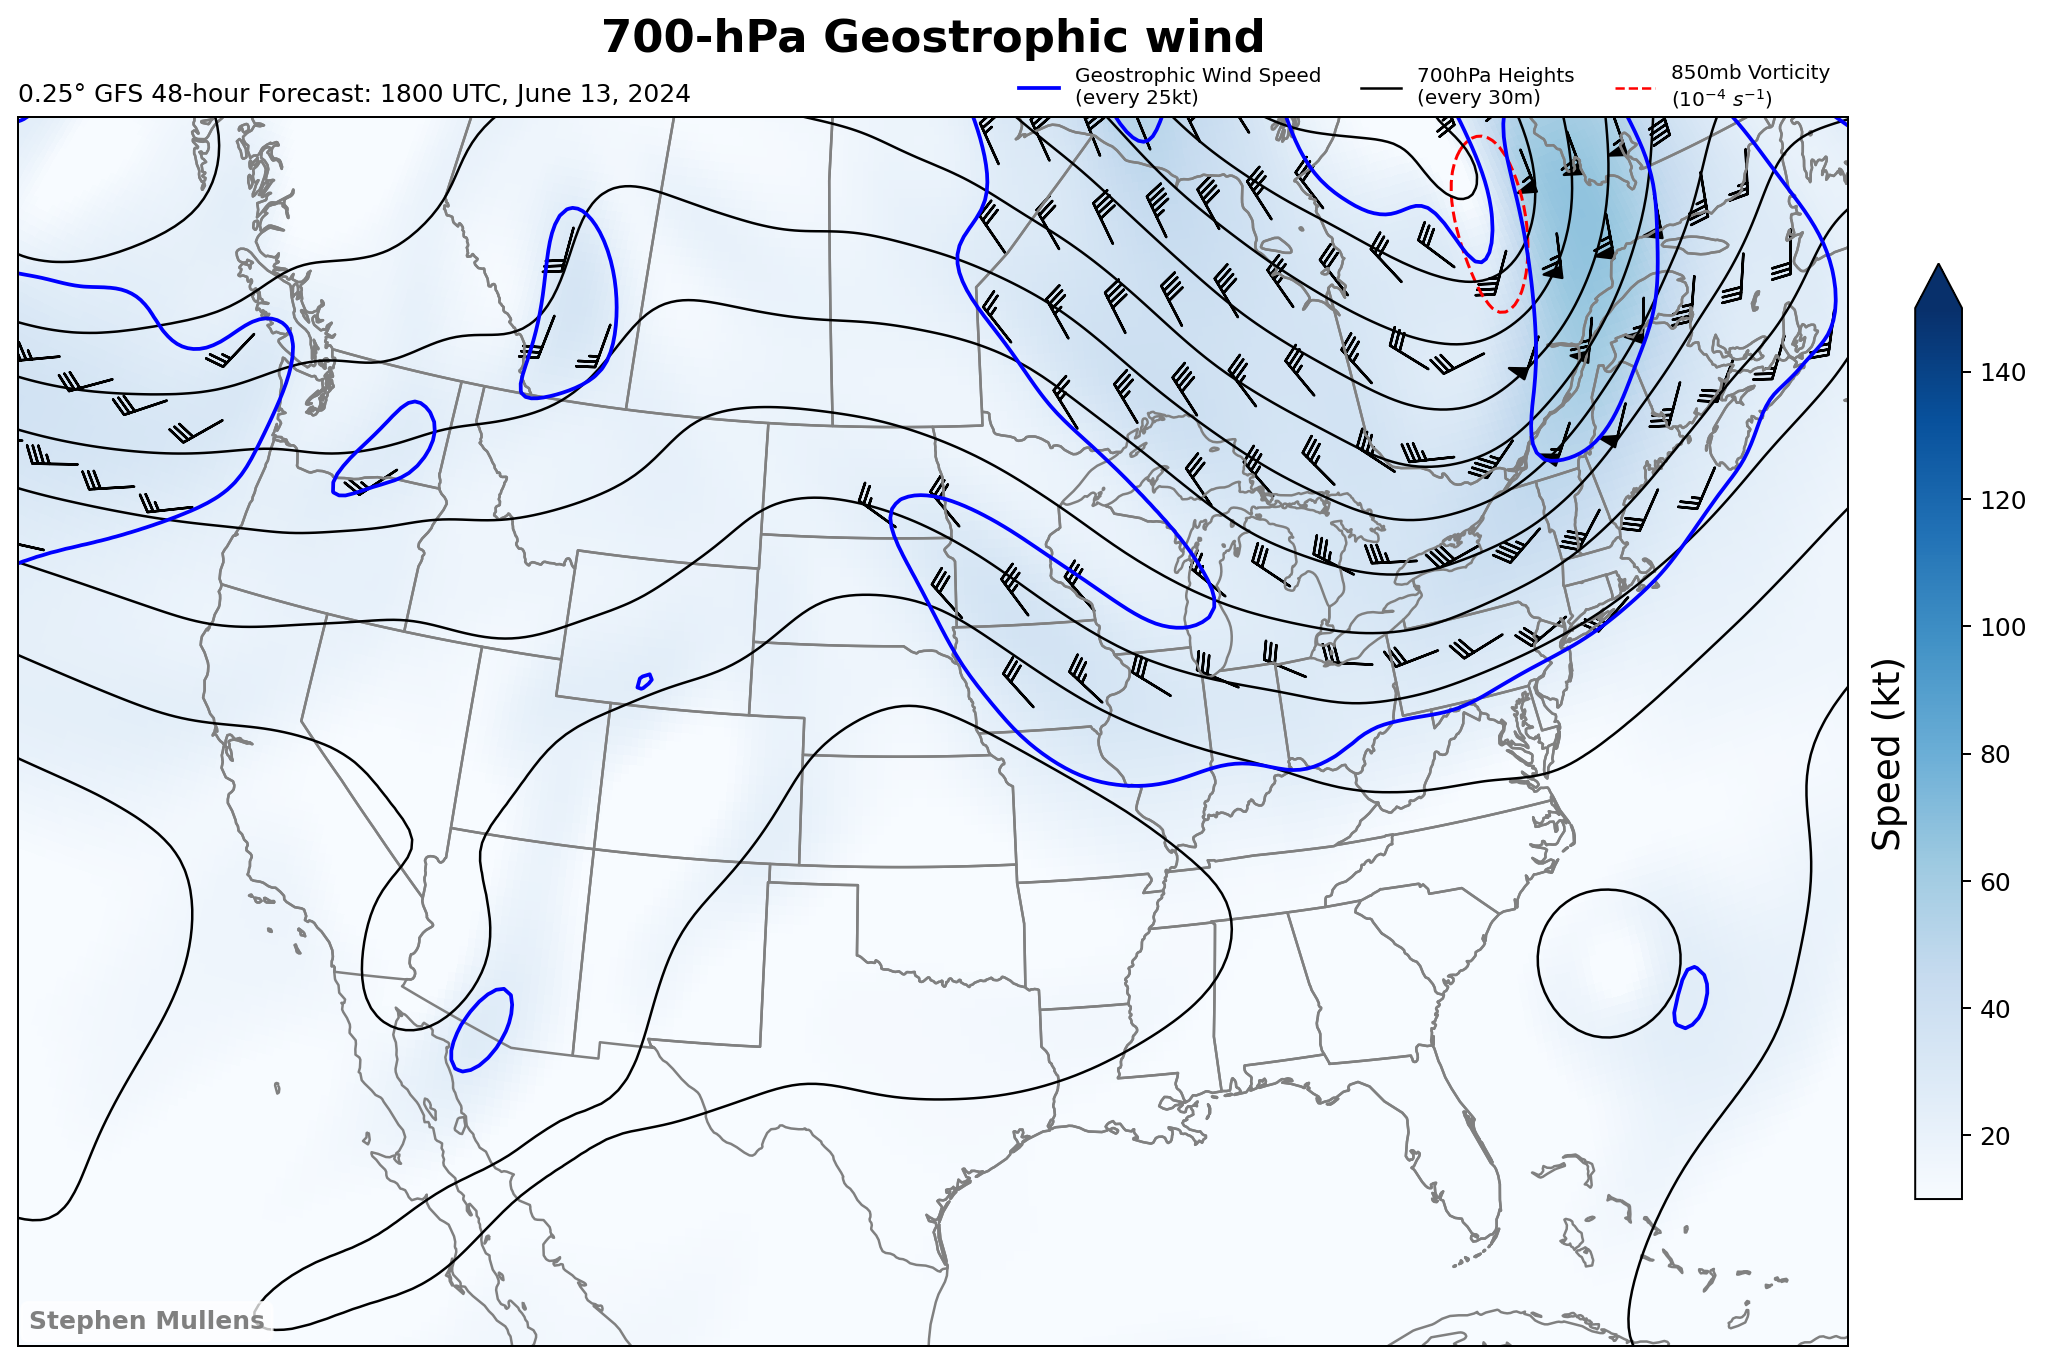 700-hPa Geostrophic wind
0.25° GFS 48-hour Forecast: 1800 UTC, June 13, 2024
Geostrophic Wind Speed
(every 25kt)
700hPa Heights
(every 30m)
850mb Vorticity
(10⁻⁴ s⁻¹)
140
120
100
80
60
40
20
Speed (kt)
Stephen Mullens